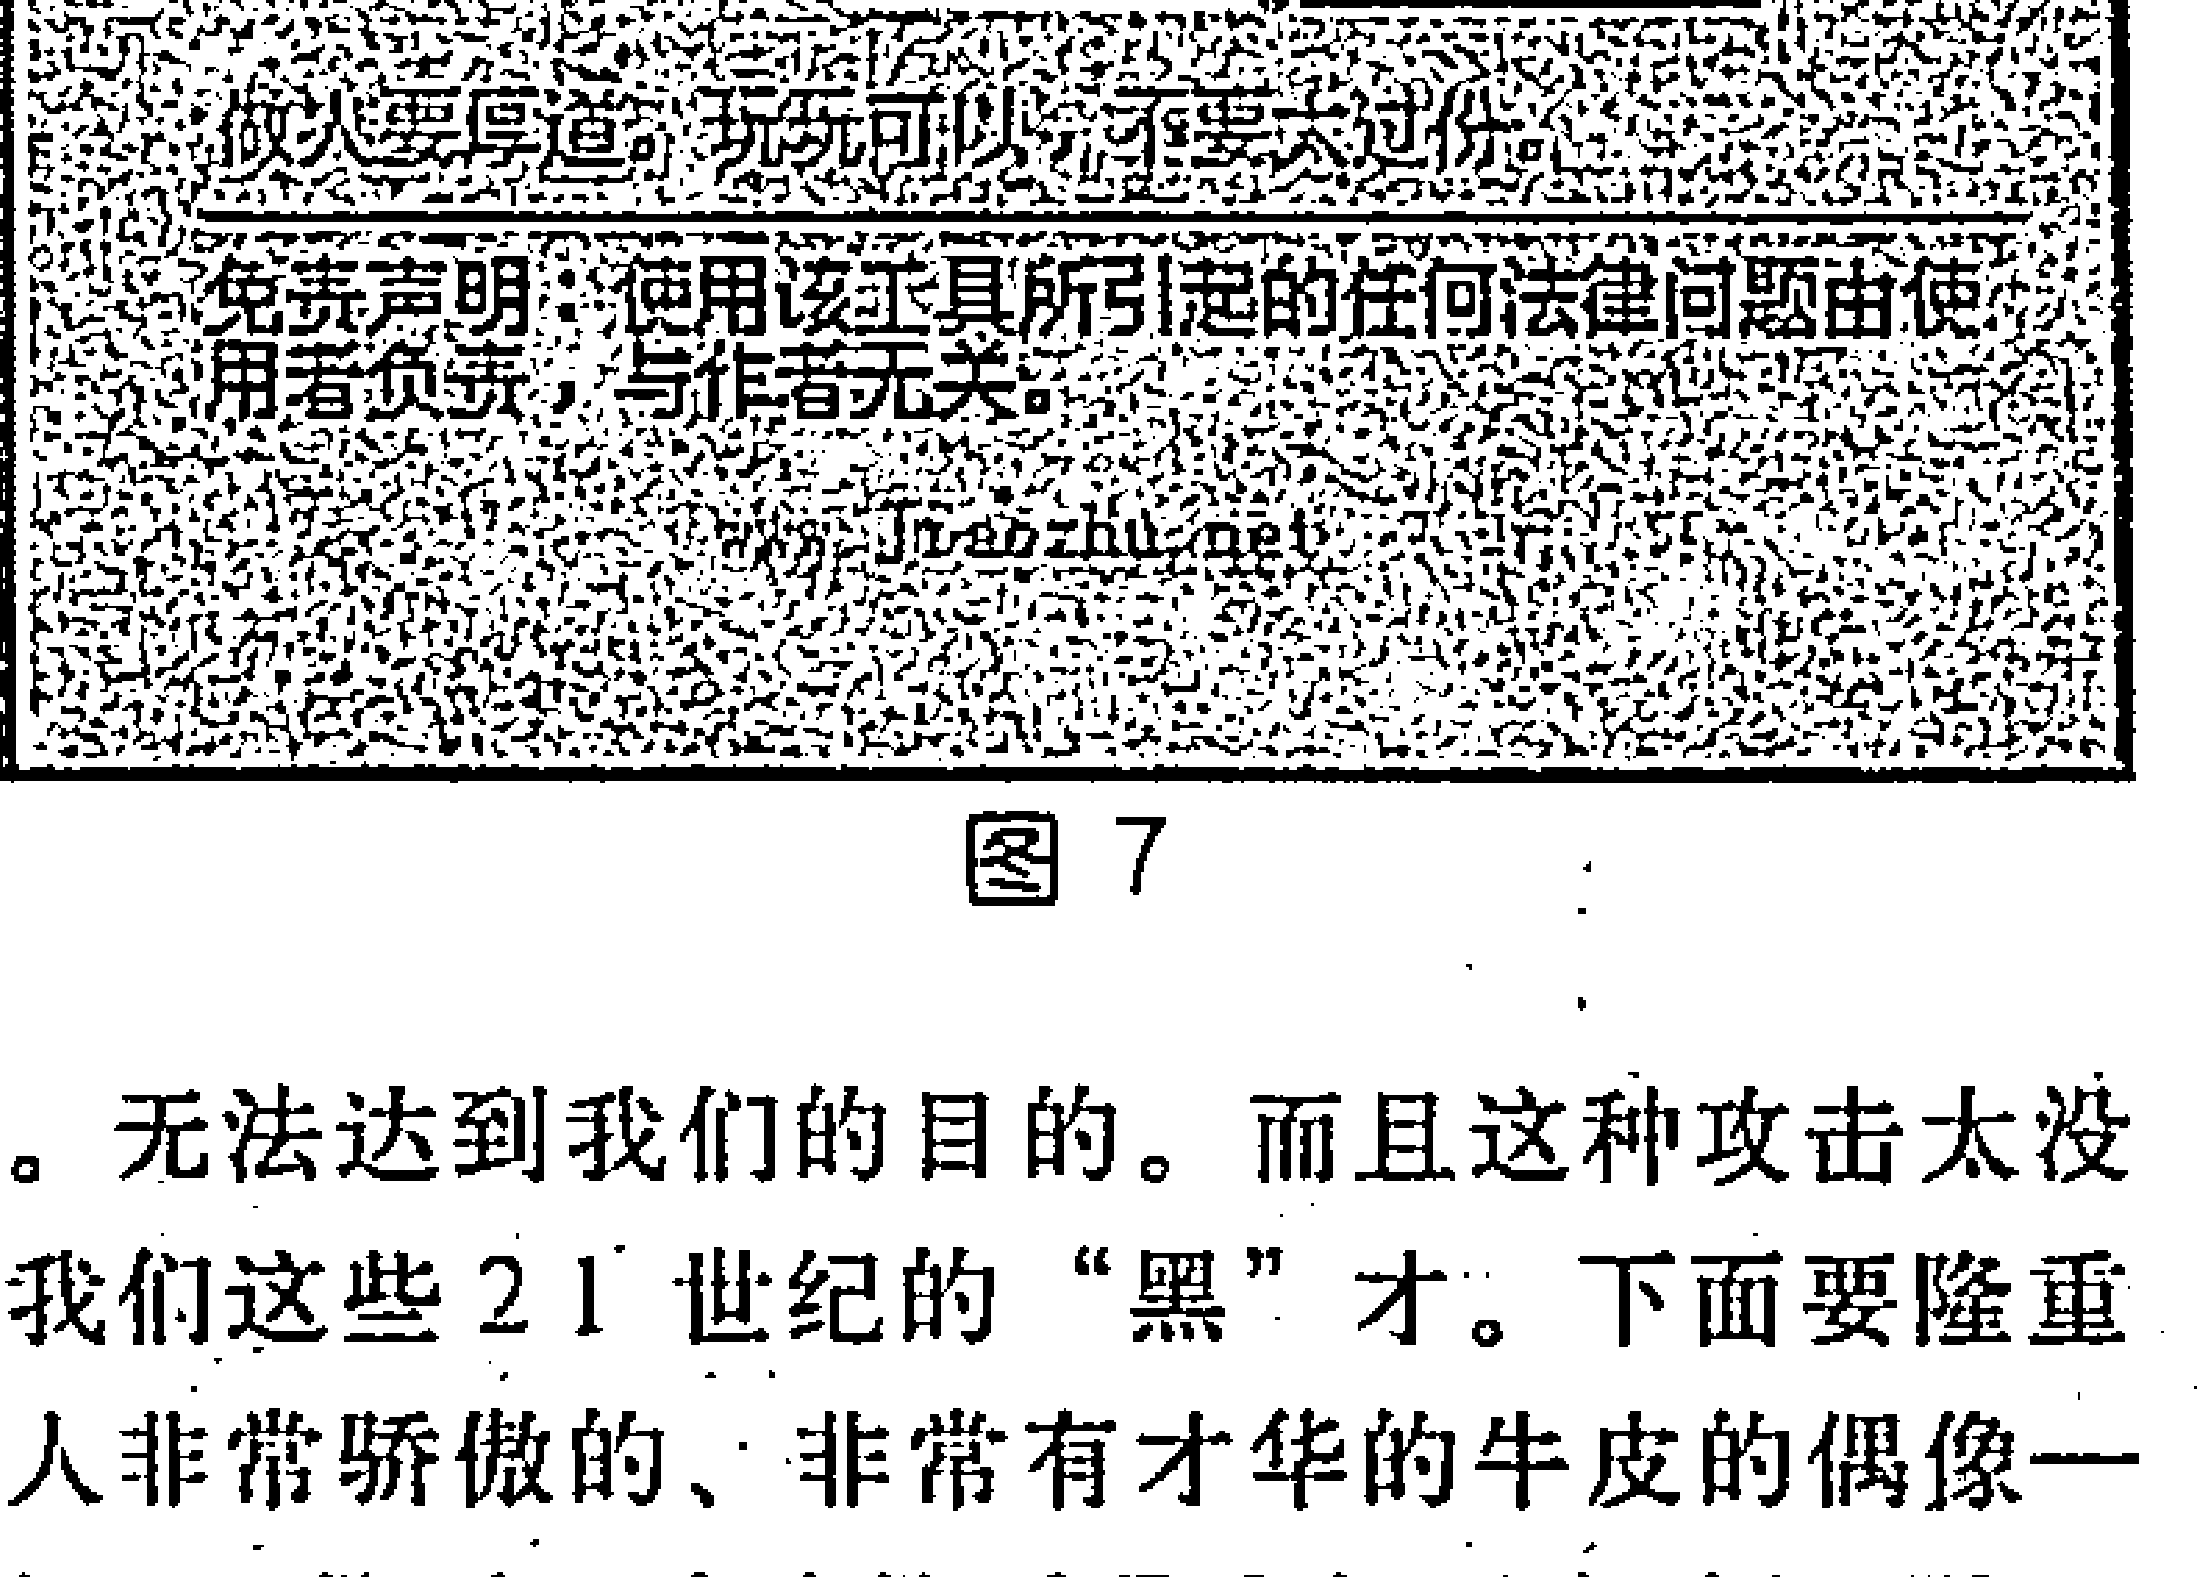 做人要厚道。玩玩可以，不要太过份。
免责声明：使用该工具所引起的任何法律问题由使
用者负责，与作者无关。
图 7
。无法达到我们的目的。而且这种攻击太没
我们这些21世纪的“黑”才。下面要隆重
人非常骄傲的、非常有才华的牛皮的偶像一